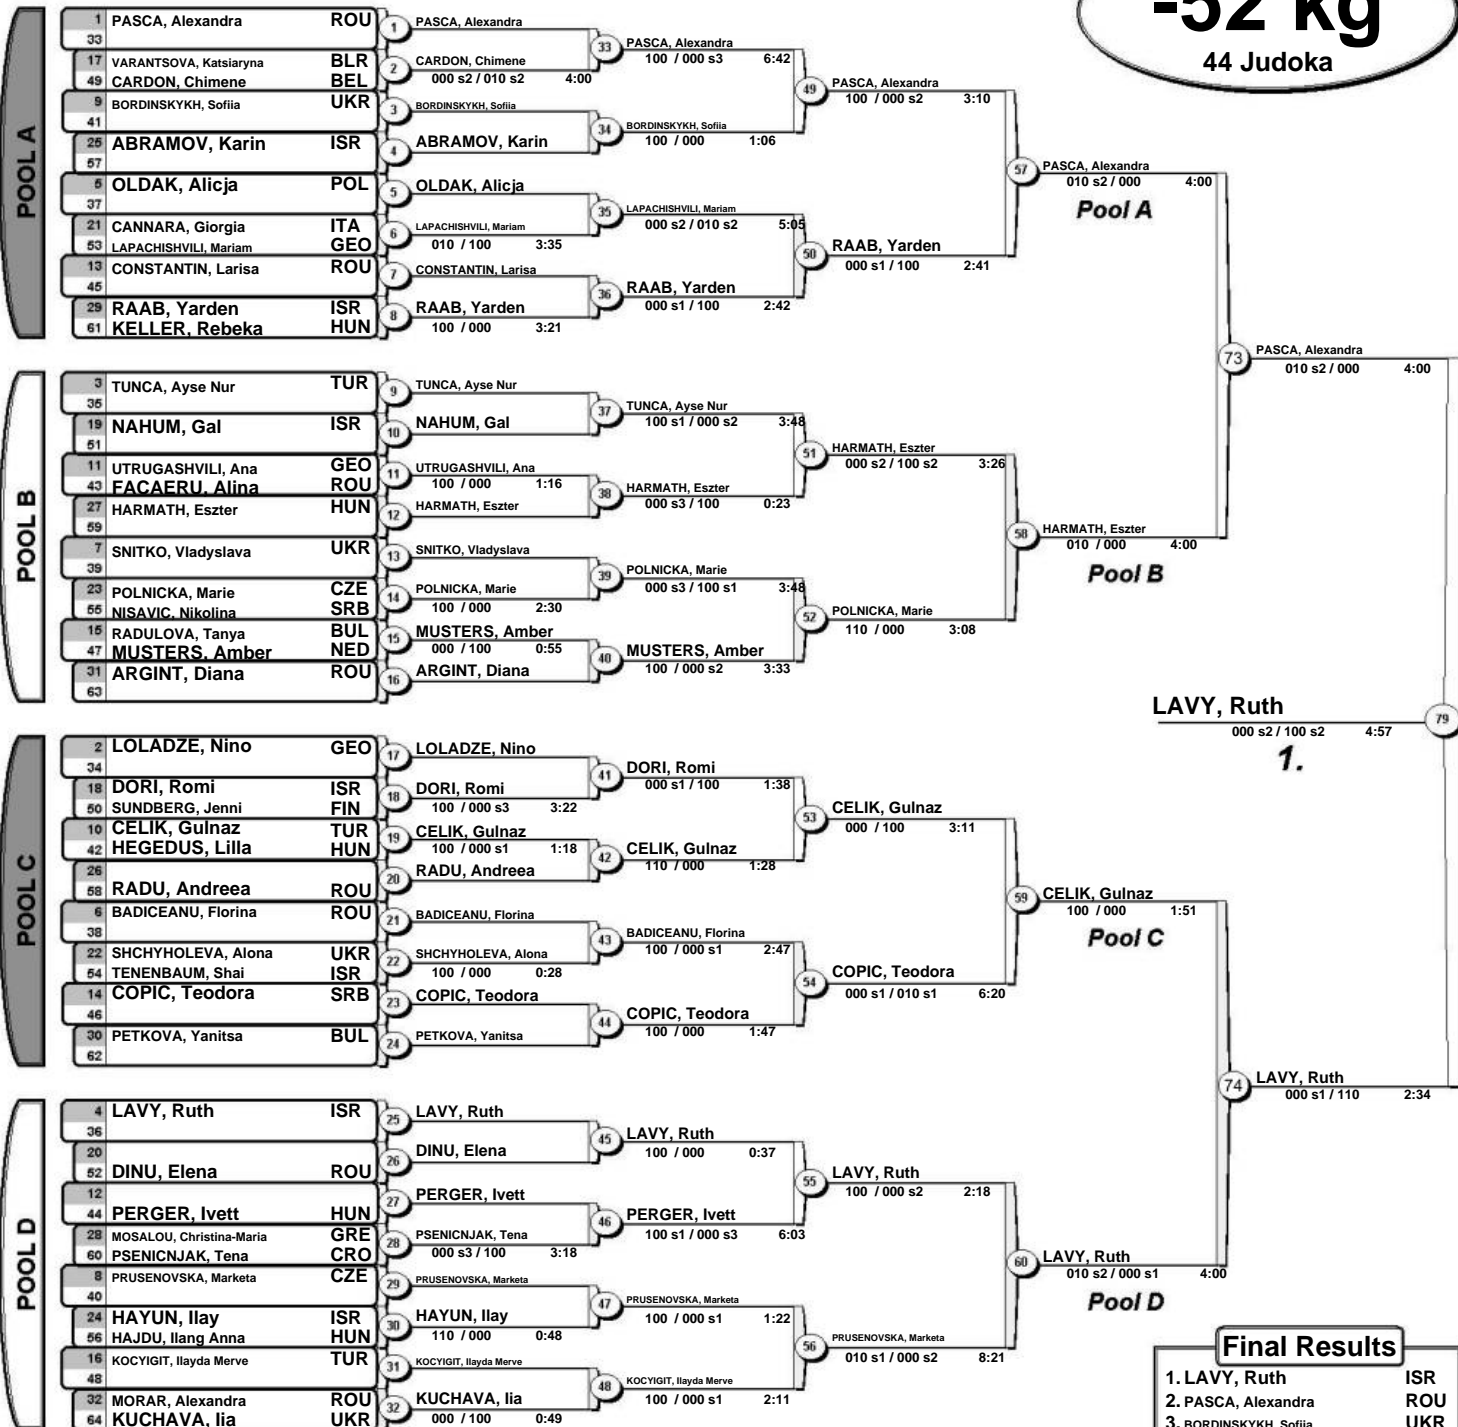 -52 kg
44 Judoka
POOL A
1 PASCA, Alexandra ROU
33
17 VARANTSOVA, Katsiaryna BLR
49 CARDON, Chimene BEL
9 BORDINSKYKH, Sofiia UKR
41
25 ABRAMOV, Karin ISR
57
5 OLDAK, Alicja POL
37
21 CANNARA, Giorgia ITA
53 LAPACHISHVILI, Mariam GEO
13 CONSTANTIN, Larisa ROU
45
29 RAAB, Yarden ISR
61 KELLER, Rebeka HUN
1 PASCA, Alexandra
2 CARDON, Chimene
000 s2 / 010 s2 4:00
3 BORDINSKYKH, Sofiia
4 ABRAMOV, Karin
5 OLDAK, Alicja
6 LAPACHISHVILI, Mariam
010 / 100 3:35
7 CONSTANTIN, Larisa
8 RAAB, Yarden
100 / 000 3:21
33 PASCA, Alexandra
100 / 000 s3 6:42
34 BORDINSKYKH, Sofiia
100 / 000 1:06
35 LAPACHISHVILI, Mariam
000 s2 / 010 s2 5:05
36 RAAB, Yarden
000 s1 / 100 2:42
49 PASCA, Alexandra
100 / 000 s2 3:10
50 RAAB, Yarden
000 s1 / 100 2:41
57 PASCA, Alexandra
010 s2 / 000 4:00
Pool A
POOL B
3 TUNCA, Ayse Nur TUR
35
19 NAHUM, Gal ISR
51
11 UTRUGASHVILI, Ana GEO
43 FACAERU, Alina ROU
27 HARMATH, Eszter HUN
59
7 SNITKO, Vladyslava UKR
39
23 POLNICKA, Marie CZE
55 NISAVIC, Nikolina SRB
15 RADULOVA, Tanya BUL
47 MUSTERS, Amber NED
31 ARGINT, Diana ROU
63
9 TUNCA, Ayse Nur
10 NAHUM, Gal
11 UTRUGASHVILI, Ana
100 / 000 1:16
12 HARMATH, Eszter
13 SNITKO, Vladyslava
14 POLNICKA, Marie
100 / 000 2:30
15 MUSTERS, Amber
000 / 100 0:55
16 ARGINT, Diana
37 TUNCA, Ayse Nur
100 s1 / 000 s2 3:48
38 HARMATH, Eszter
000 s3 / 100 0:23
39 POLNICKA, Marie
000 s3 / 100 s1 3:48
40 MUSTERS, Amber
100 / 000 s2 3:33
51 HARMATH, Eszter
000 s2 / 100 s2 3:26
52 POLNICKA, Marie
110 / 000 3:08
58 HARMATH, Eszter
010 / 000 4:00
Pool B
73 PASCA, Alexandra
010 s2 / 000 4:00
LAVY, Ruth 79
000 s2 / 100 s2 4:57
1.
POOL C
2 LOLADZE, Nino GEO
34
18 DORI, Romi ISR
50 SUNDBERG, Jenni FIN
10 CELIK, Gulnaz TUR
42 HEGEDUS, Lilla HUN
26
58 RADU, Andreea ROU
6 BADICEANU, Florina ROU
38
22 SHCHYHOLEVA, Alona UKR
54 TENENBAUM, Shai ISR
14 COPIC, Teodora SRB
46
30 PETKOVA, Yanitsa BUL
62
17 LOLADZE, Nino
18 DORI, Romi
100 / 000 s3 3:22
19 CELIK, Gulnaz
100 / 000 s1 1:18
20 RADU, Andreea
21 BADICEANU, Florina
22 SHCHYHOLEVA, Alona
100 / 000 0:28
23 COPIC, Teodora
24 PETKOVA, Yanitsa
41 DORI, Romi
000 s1 / 100 1:38
42 CELIK, Gulnaz
110 / 000 1:28
43 BADICEANU, Florina
100 / 000 s1 2:47
44 COPIC, Teodora
100 / 000 1:47
53 CELIK, Gulnaz
000 / 100 3:11
54 COPIC, Teodora
000 s1 / 010 s1 6:20
59 CELIK, Gulnaz
100 / 000 1:51
Pool C
POOL D
4 LAVY, Ruth ISR
36
20
52 DINU, Elena ROU
12
44 PERGER, Ivett HUN
28 MOSALOU, Christina-Maria GRE
60 PSENICNJAK, Tena CRO
8 PRUSENOVSKA, Marketa CZE
40
24 HAYUN, Ilay ISR
56 HAJDU, Ilang Anna HUN
16 KOCYIGIT, Ilayda Merve TUR
48
32 MORAR, Alexandra ROU
64 KUCHAVA, Iia UKR
25 LAVY, Ruth
26 DINU, Elena
27 PERGER, Ivett
28 PSENICNJAK, Tena
000 s3 / 100 3:18
29 PRUSENOVSKA, Marketa
30 HAYUN, Ilay
110 / 000 0:48
31 KOCYIGIT, Ilayda Merve
32 KUCHAVA, Iia
000 / 100 0:49
45 LAVY, Ruth
100 / 000 0:37
46 PERGER, Ivett
100 s1 / 000 s3 6:03
47 PRUSENOVSKA, Marketa
100 / 000 s1 1:22
48 KOCYIGIT, Ilayda Merve
100 / 000 s1 2:11
55 LAVY, Ruth
100 / 000 s2 2:18
56 PRUSENOVSKA, Marketa
010 s1 / 000 s2 8:21
60 LAVY, Ruth
010 s2 / 000 s1 4:00
Pool D
74 LAVY, Ruth
000 s1 / 110 2:34
Final Results
1. LAVY, Ruth ISR
2. PASCA, Alexandra ROU
3. BORDINSKYKH, Sofiia UKR